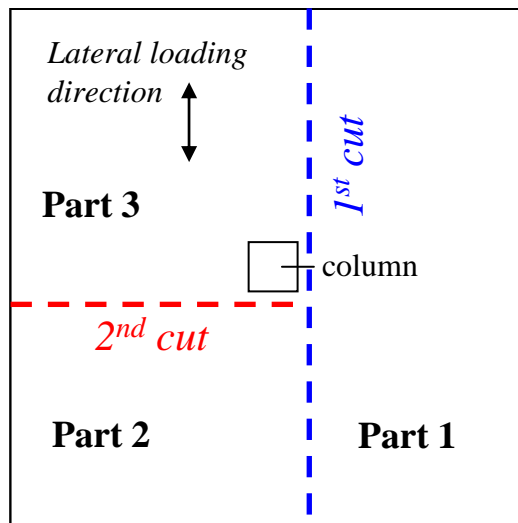 Lateral loading
direction
1st cut
Part 3
column
2nd cut
Part 2
Part 1